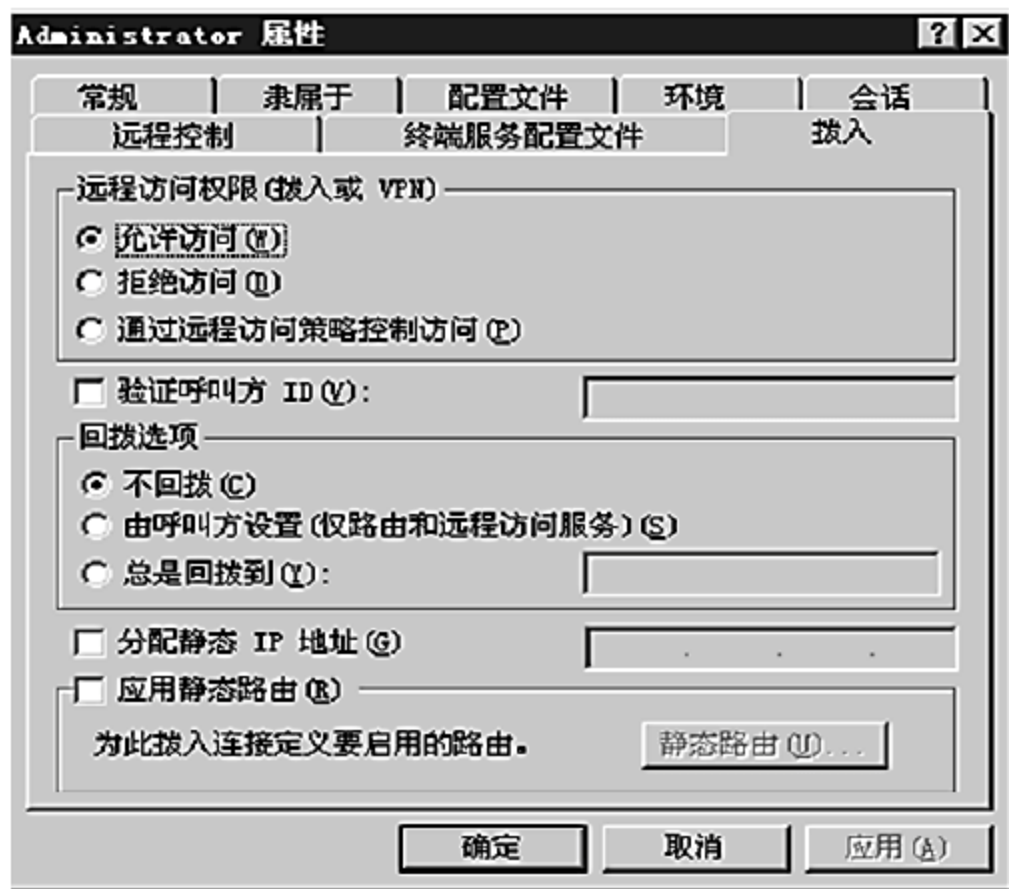 Administrator 属性
常规 隶属于 配置文件 环境 会话
远程控制 终端服务配置文件 拨入
远程访问权限(拨入或 VPN)
允许访问(W)
拒绝访问(D)
通过远程访问策略控制访问(P)
验证呼叫方 ID(V):
回拨选项
不回拨(C)
由呼叫方设置(仅路由和远程访问服务)(S)
总是回拨到(Y):
分配静态 IP 地址(G)
应用静态路由(R)
为此拨入连接定义要启用的路由。 静态路由(U)...
确定 取消 应用(A)